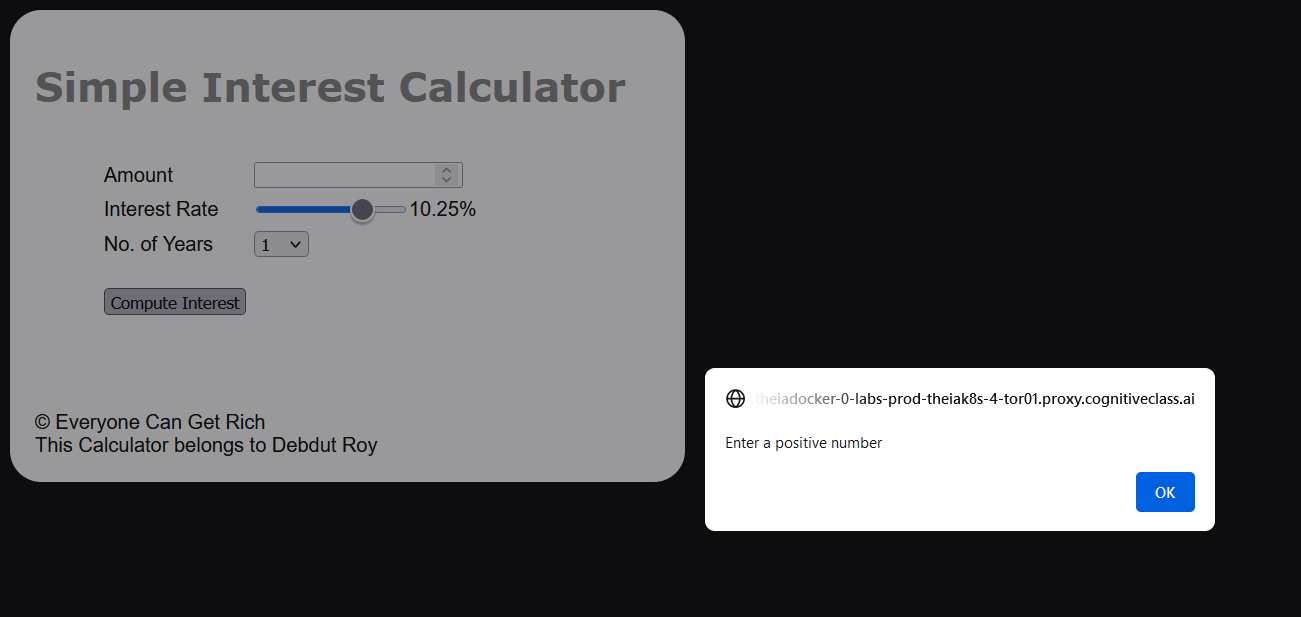 Simple Interest Calculator
Amount
Interest Rate 10.25%
No. of Years 1
Compute Interest
© Everyone Can Get Rich
This Calculator belongs to Debdut Roy
theiadocker-0-labs-prod-theiak8s-4-tor01.proxy.cognitiveclass.ai
Enter a positive number
OK